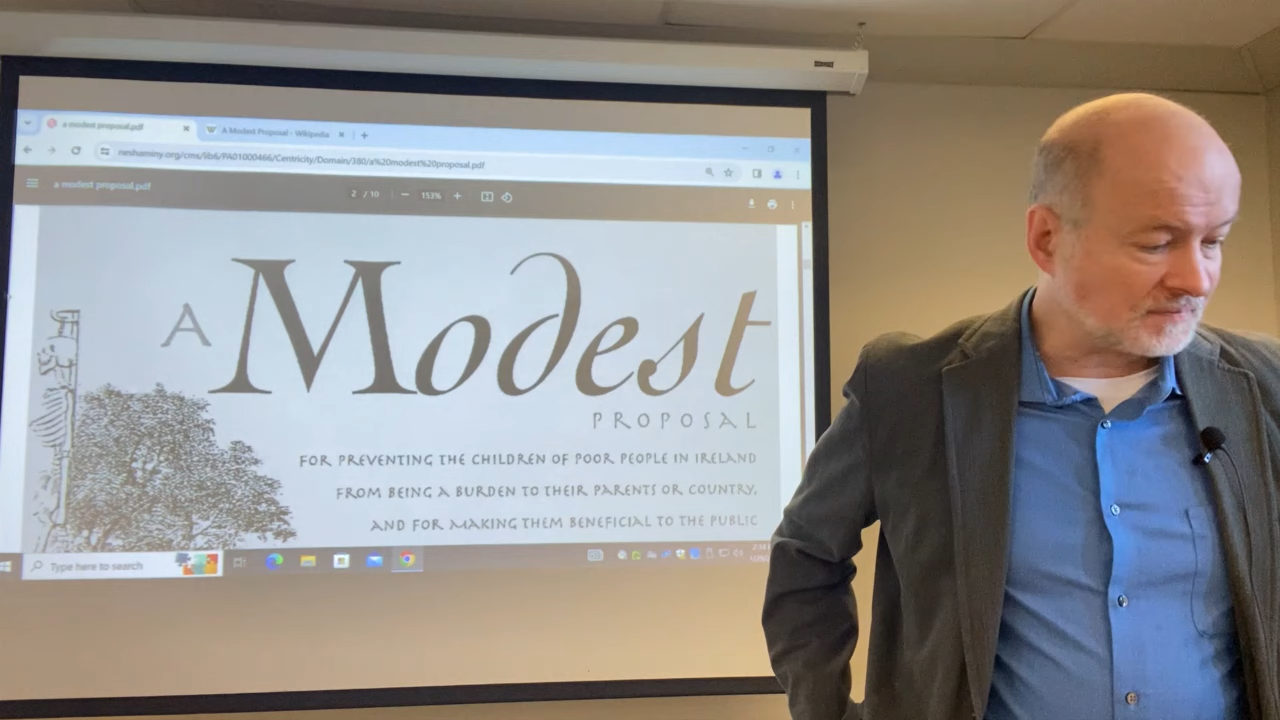 a modest proposal.pdf
A Modest Proposal - Wikipedia
neshaminy.org/cms/lib6/PA01000466/Centricity/Domain/380/a%20modest%20proposal.pdf
a modest proposal.pdf
2 / 10
153%
A Modest
PROPOSAL
FOR PREVENTING THE CHILDREN OF POOR PEOPLE IN IRELAND
FROM BEING A BURDEN TO THEIR PARENTS OR COUNTRY,
AND FOR MAKING THEM BENEFICIAL TO THE PUBLIC
Type here to search